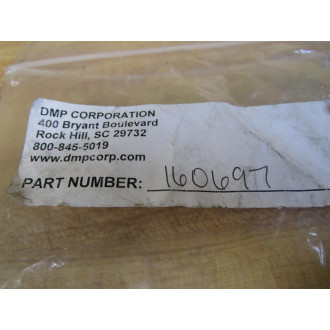 DMP CORPORATION
400 Bryant Boulevard
Rock Hill, SC 29732
800-845-5019
www.dmpcorp.com
PART NUMBER: 160697